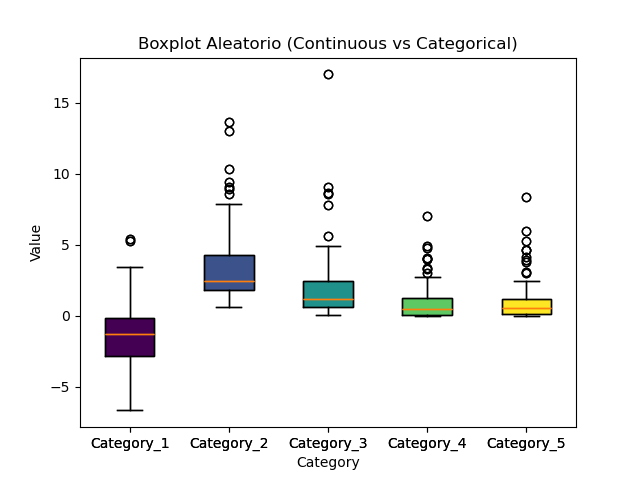 Boxplot Aleatorio (Continuous vs Categorical)
15
10
5
0
−5
Value
Category_1 Category_2 Category_3 Category_4 Category_5
Category